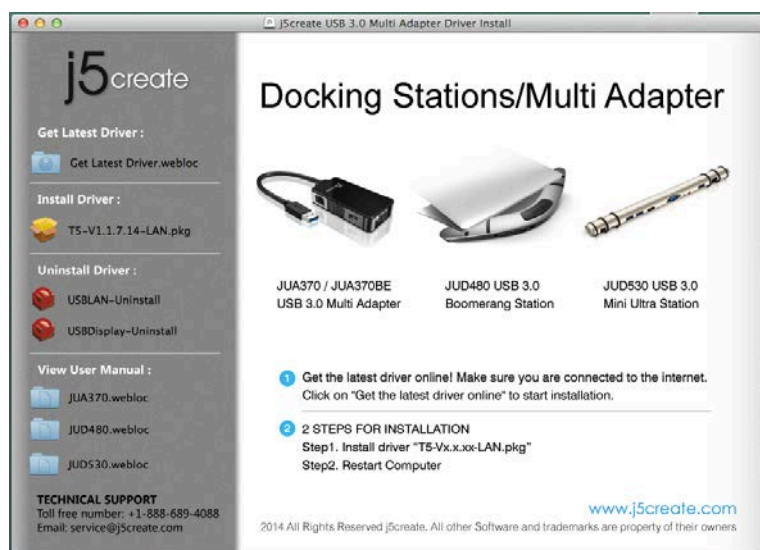 j5create USB 3.0 Multi Adapter Driver Install
j5create
Get Latest Driver :
Get Latest Driver.webloc
Install Driver :
T5-V1.1.7.14-LAN.pkg
Uninstall Driver :
USBLAN-Uninstall
USBDisplay-Uninstall
View User Manual :
JUA370.webloc
JUD480.webloc
JUD530.webloc
TECHNICAL SUPPORT
Toll free number: +1-888-689-4088
Email: service@j5create.com
Docking Stations/Multi Adapter
JUA370 / JUA370BE
USB 3.0 Multi Adapter
JUD480 USB 3.0
Boomerang Station
JUD530 USB 3.0
Mini Ultra Station
1 Get the latest driver online! Make sure you are connected to the internet.
Click on "Get the latest driver online" to start installation.
2 2 STEPS FOR INSTALLATION
Step1. Install driver "T5-Vx.x.xx-LAN.pkg"
Step2. Restart Computer
www.j5create.com
2014 All Rights Reserved j5create. All other Software and trademarks are property of their owners